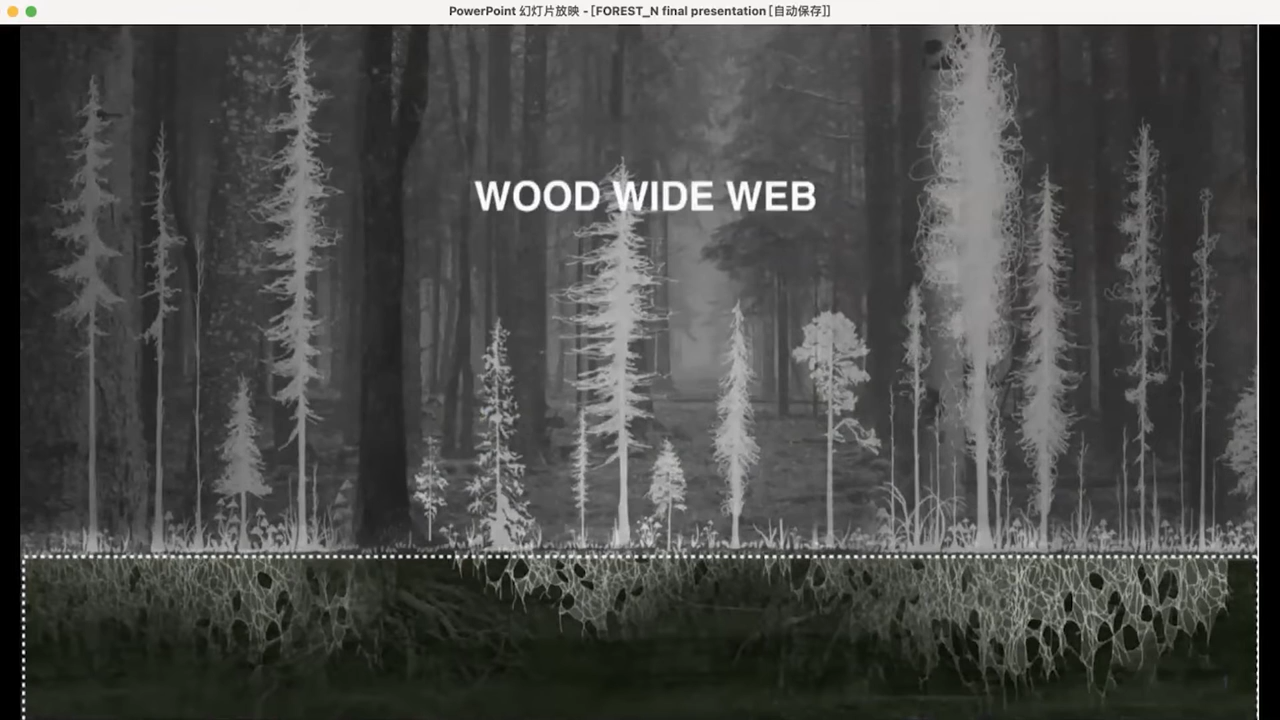 PowerPoint 幻灯片放映 - [FOREST_N final presentation [自动保存]]
WOOD WIDE WEB